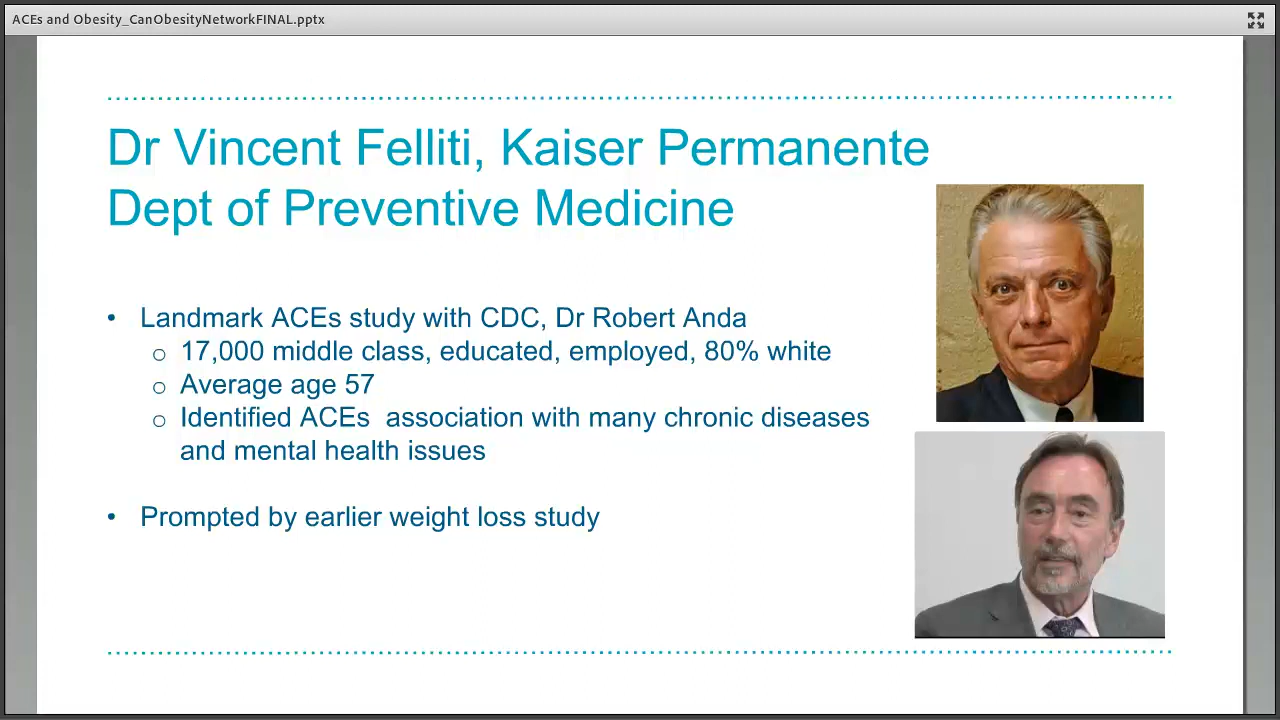 ACEs and Obesity_CanObesityNetworkFINAL.pptx
Dr Vincent Felliti, Kaiser Permanente
Dept of Preventive Medicine
• Landmark ACEs study with CDC, Dr Robert Anda
o 17,000 middle class, educated, employed, 80% white
o Average age 57
o Identified ACEs association with many chronic diseases
and mental health issues
• Prompted by earlier weight loss study